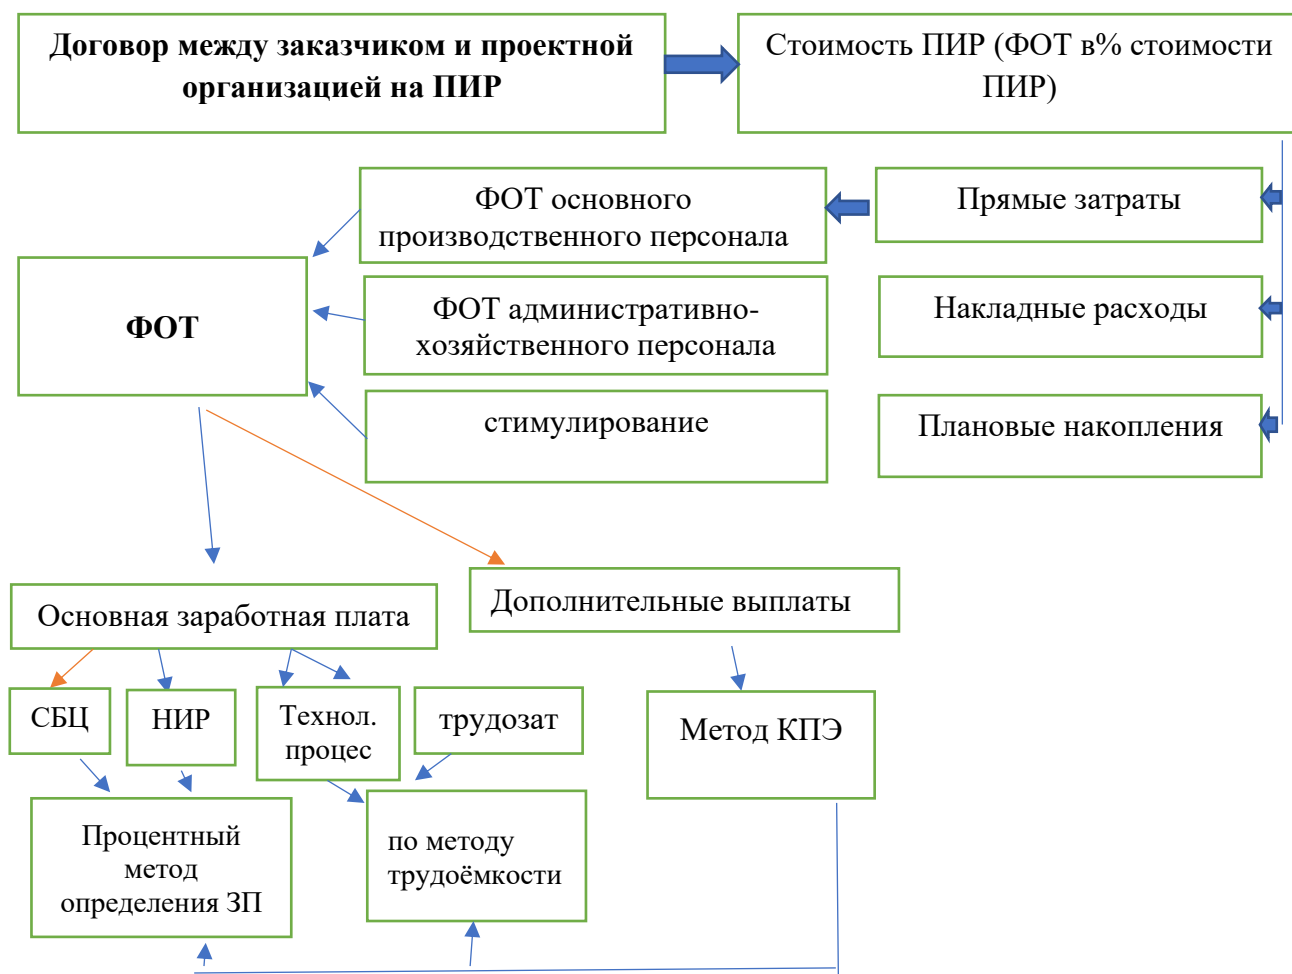 Договор между заказчиком и проектной
организацией на ПИР
Стоимость ПИР (ФОТ в% стоимости
ПИР)
ФОТ основного
производственного персонала
Прямые затраты
ФОТ
ФОТ административно-
хозяйственного персонала
Накладные расходы
стимулирование
Плановые накопления
Основная заработная плата
Дополнительные выплаты
СБЦ
НИР
Технол.
процес
трудозат
Метод КПЭ
Процентный
метод
определения ЗП
по методу
трудоёмкости